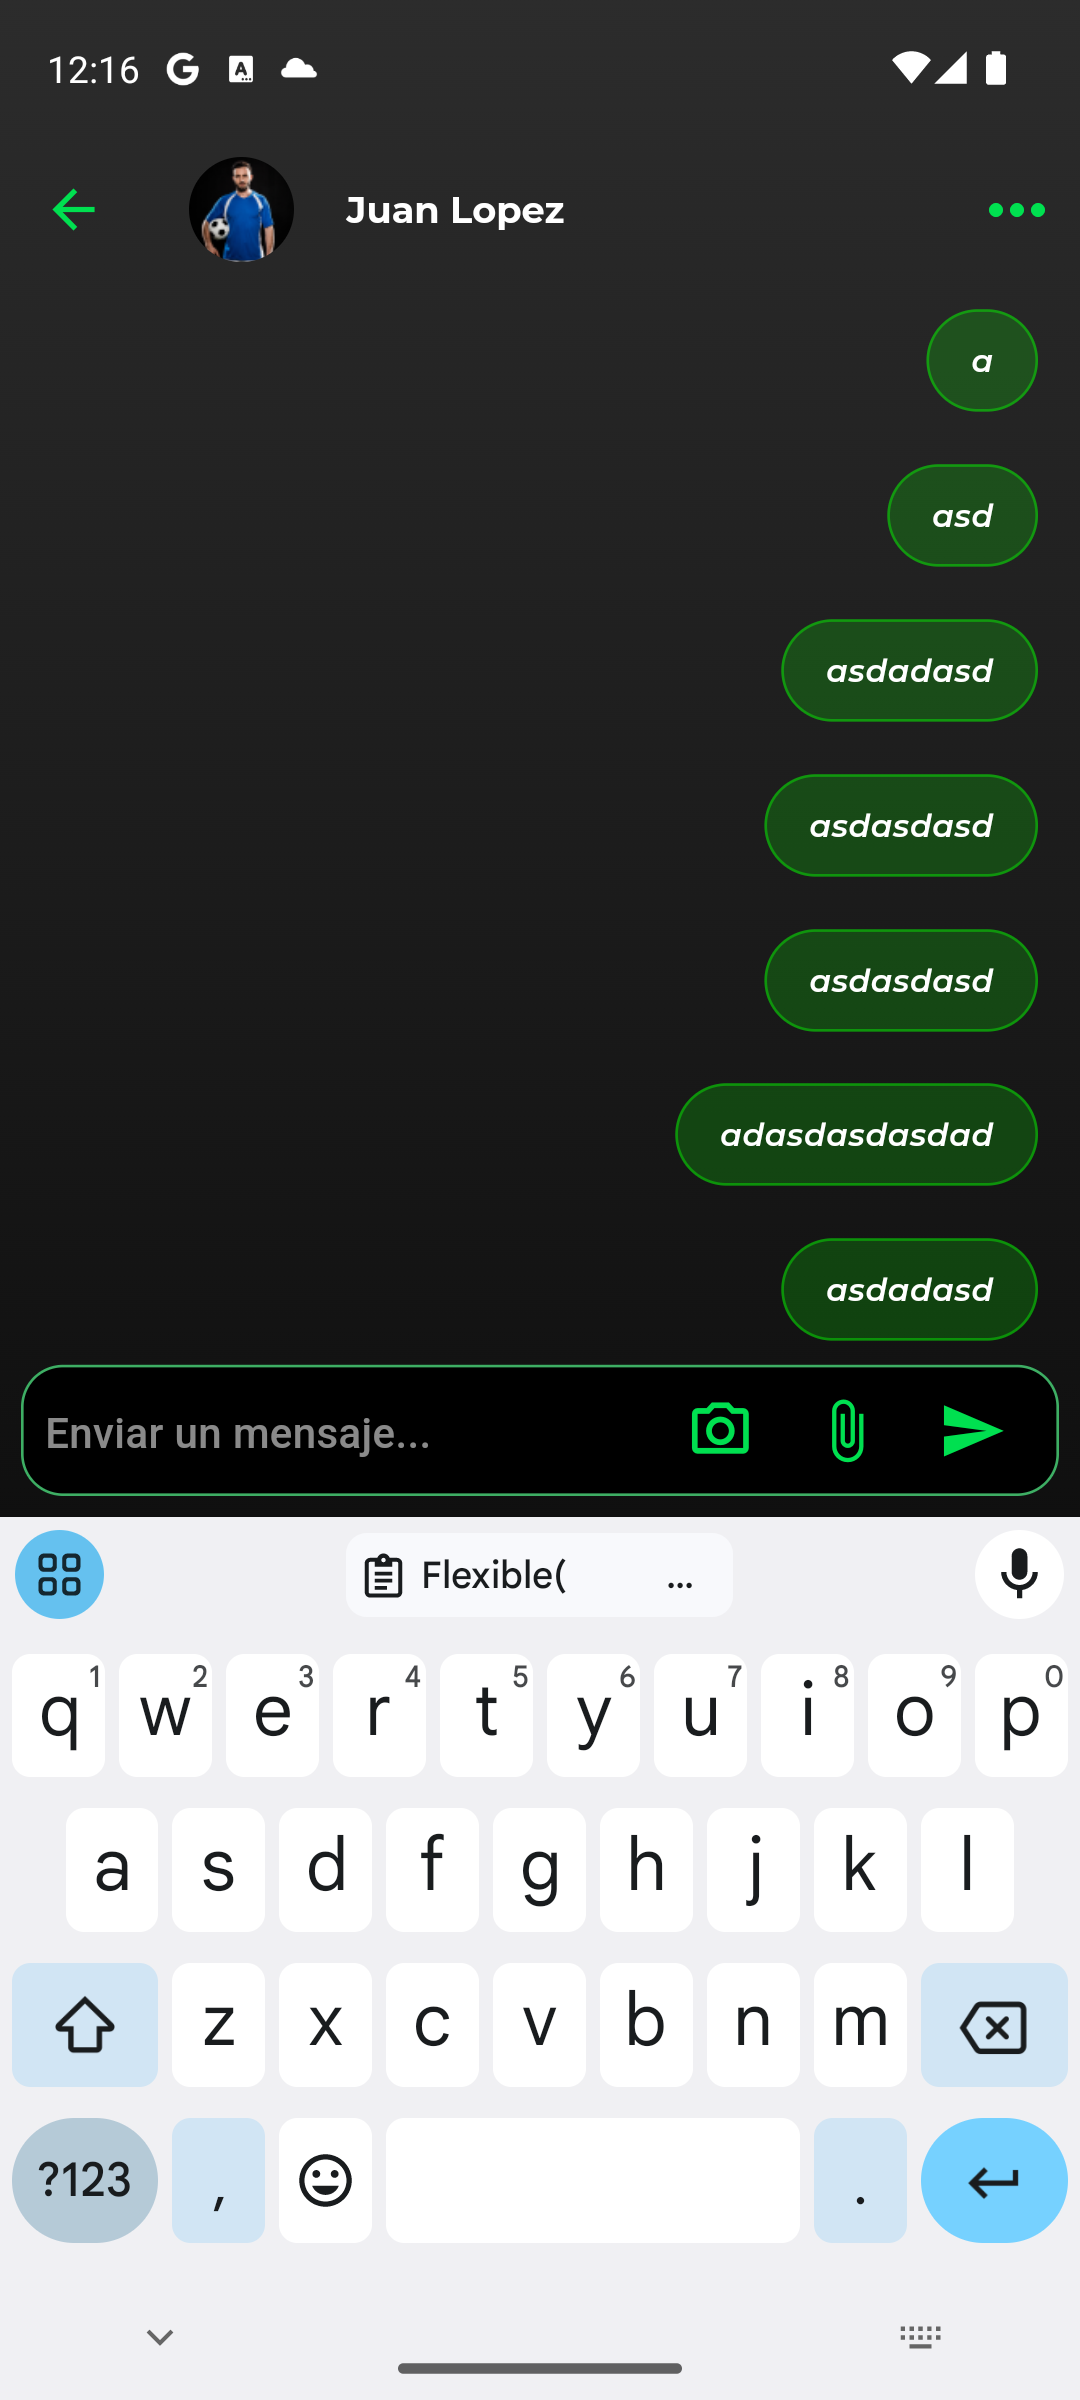 12:16
Juan Lopez
a
asd
asdadasd
asdasdasd
asdasdasd
adasdasdasdad
asdadasd
Enviar un mensaje...
Flexible( ...
q 1 w 2 e 3 r 4 t 5 y 6 u 7 i 8 o 9 p 0
a s d f g h j k l
z x c v b n m
?123 , .